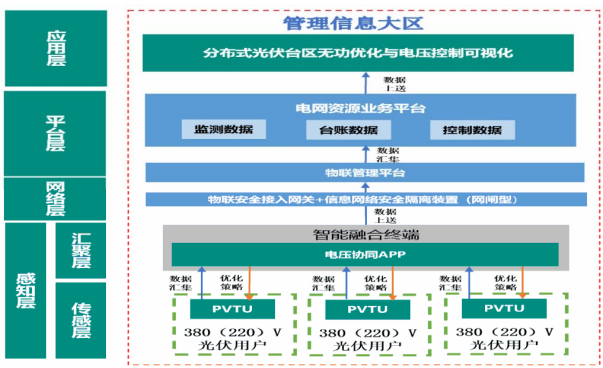 管理信息大区
应用层
分布式光伏台区无功优化与电压控制可视化
数据
上送
平台层
电网资源业务平台
监测数据
台账数据
控制数据
数据
汇集
物联管理平台
网络层
物联安全接入网关+信息网络安全隔离装置（网闸型）
数据
上送
感知层
汇聚层
智能融合终端
电压协同APP
传感层
数据
汇集
优化
策略
数据
汇集
优化
策略
数据
汇集
优化
策略
PVTU
380（220）V
光伏用户
PVTU
380（220）V
光伏用户
PVTU
380（220）V
光伏用户